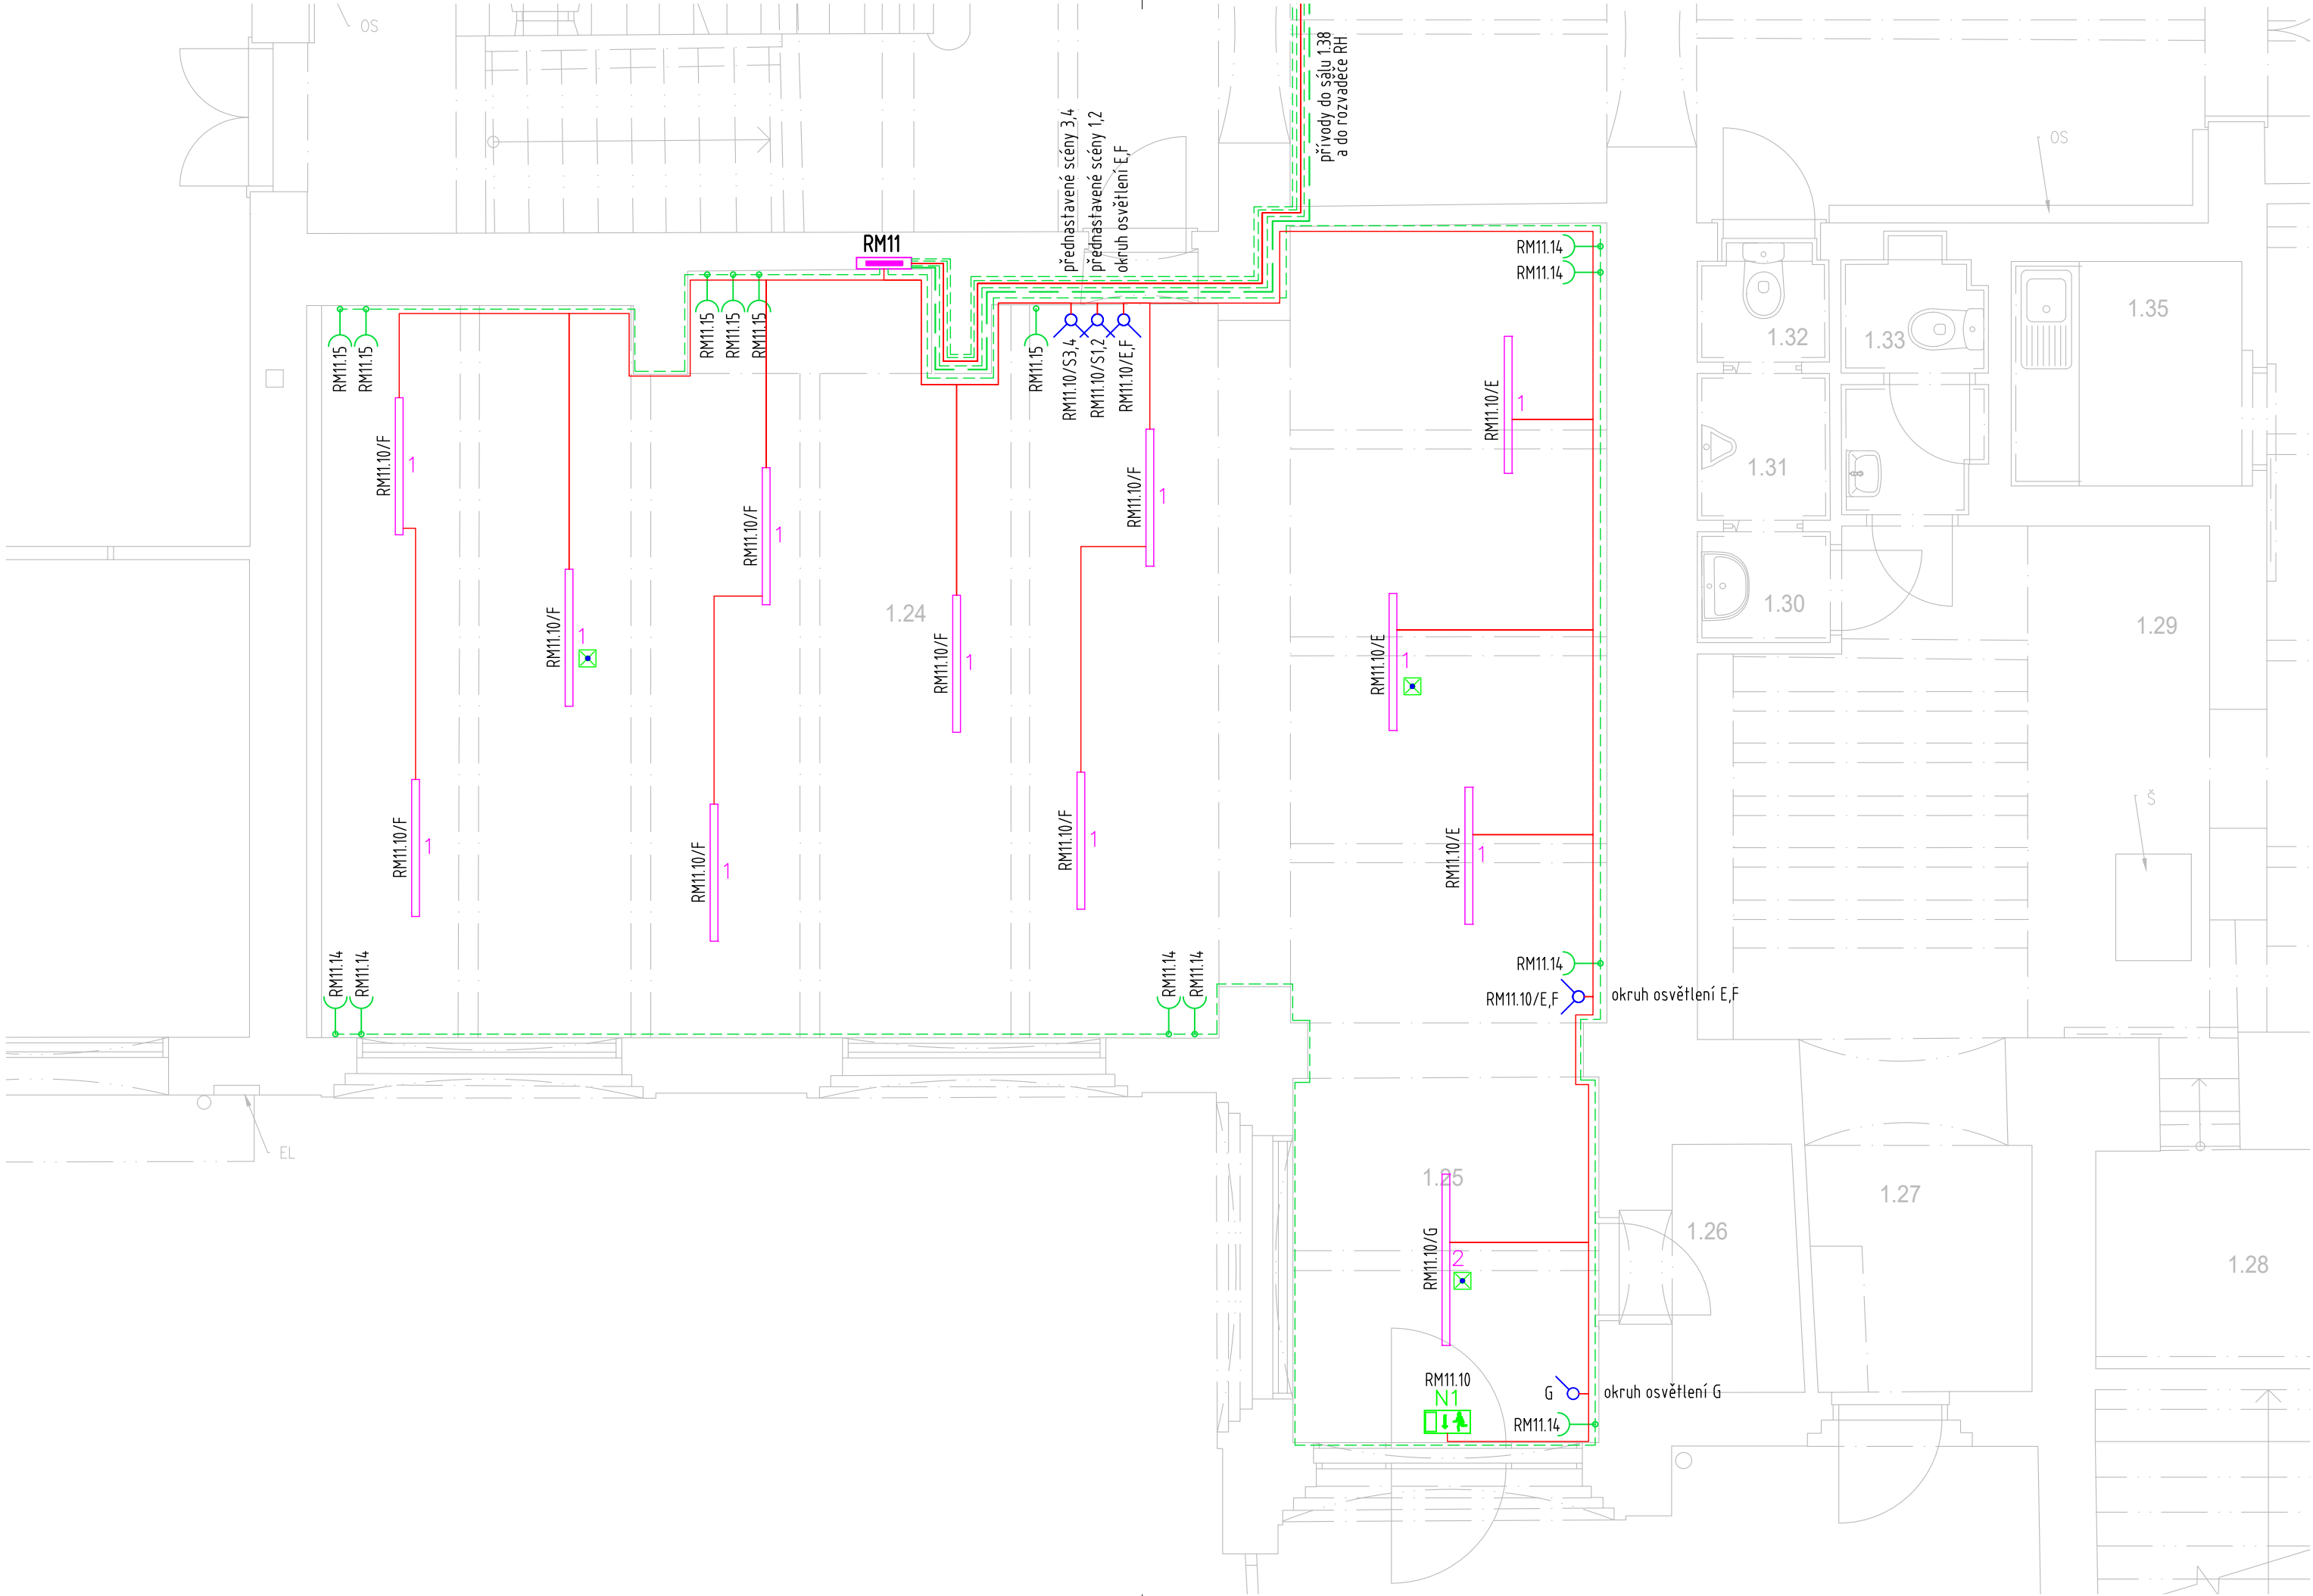 OS
přívody do sálu 1.38
a do rozvaděče RH
přednastavené scény 3,4
přednastavené scény 1,2
okruh osvětlení E,F
OS
RM11
RM11.14
RM11.14
RM11.15
RM11.15
RM11.15
RM11.15
RM11.15
RM11.15
RM11.10/S3,4
RM11.10/S1,2
RM11.10/E,F
1.32
1.33
1.35
RM11.10/E
1
RM11.10/F
1
RM11.10/F
1
RM11.10/F
1
1.31
RM11.10/F
1
1.24
RM11.10/F
1
RM11.10/E
1
1.30
1.29
RM11.10/F
1
RM11.10/F
1
RM11.10/F
1
RM11.10/E
1
Š
RM11.14
RM11.14
RM11.14
RM11.14
RM11.14
RM11.10/E,F
okruh osvětlení E,F
EL
1.25
1.26
1.27
1.28
RM11.10/G
2
RM11.10
N1
G
okruh osvětlení G
RM11.14